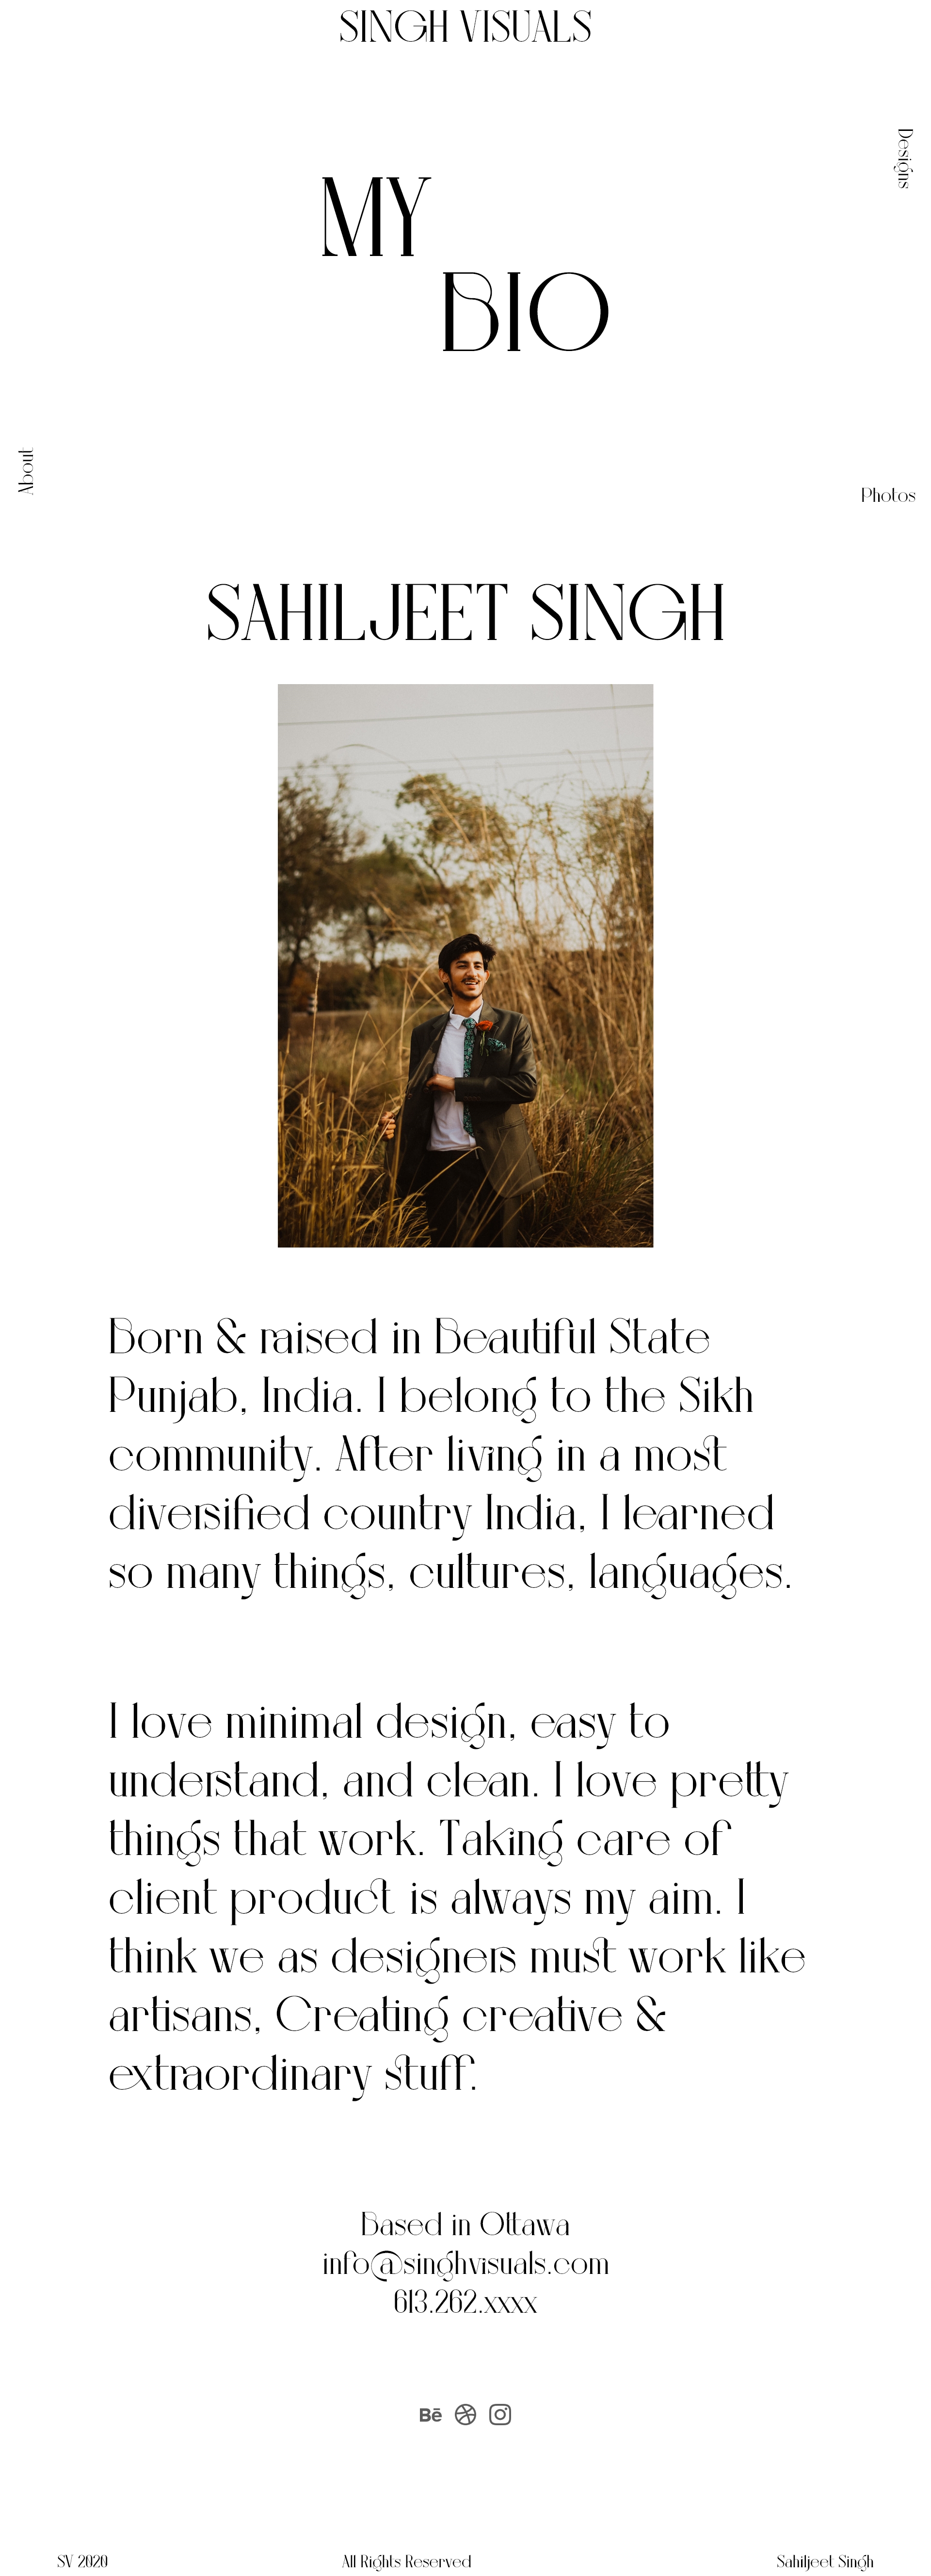 SINGH VISUALS
Designs
MY
BIO
About
Photos
SAHILJEET SINGH
Born & raised in Beautiful State
Punjab, India. I belong to the Sikh
community. After living in a most
diversified country India, I learned
so many things, cultures, languages.
I love minimal design, easy to
understand, and clean. I love pretty
things that work. Taking care of
client product is always my aim. I
think we as designers must work like
artisans, Creating creative &
extraordinary stuff.
Based in Ottawa
info@singhvisuals.com
613.262.xxxx
Bē
SV 2020
All Rights Reserved
Sahiljeet Singh